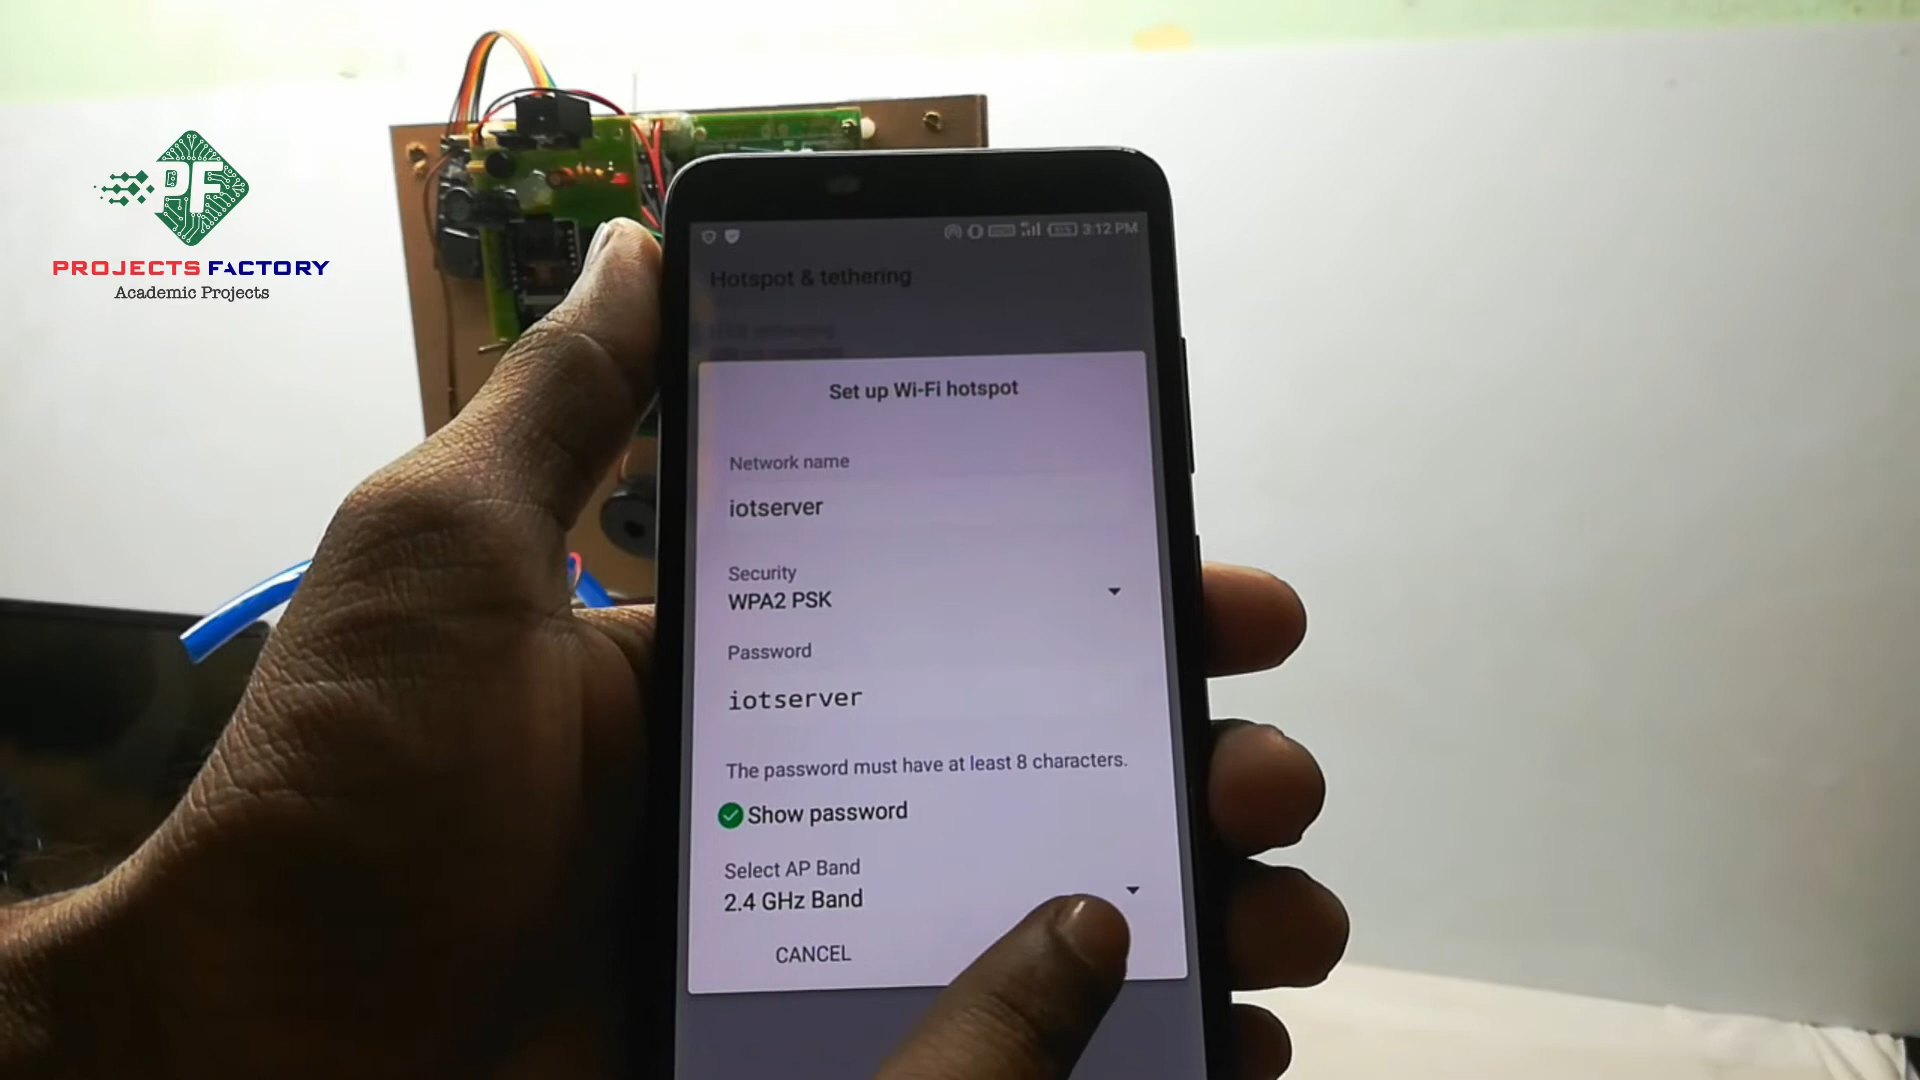 PF
PROJECTS FACTORY
Academic Projects
3:12 PM
Hotspot & tethering
Set up Wi-Fi hotspot
Network name
iotserver
Security
WPA2 PSK
Password
iotserver
The password must have at least 8 characters.
Show password
Select AP Band
2.4 GHz Band
CANCEL